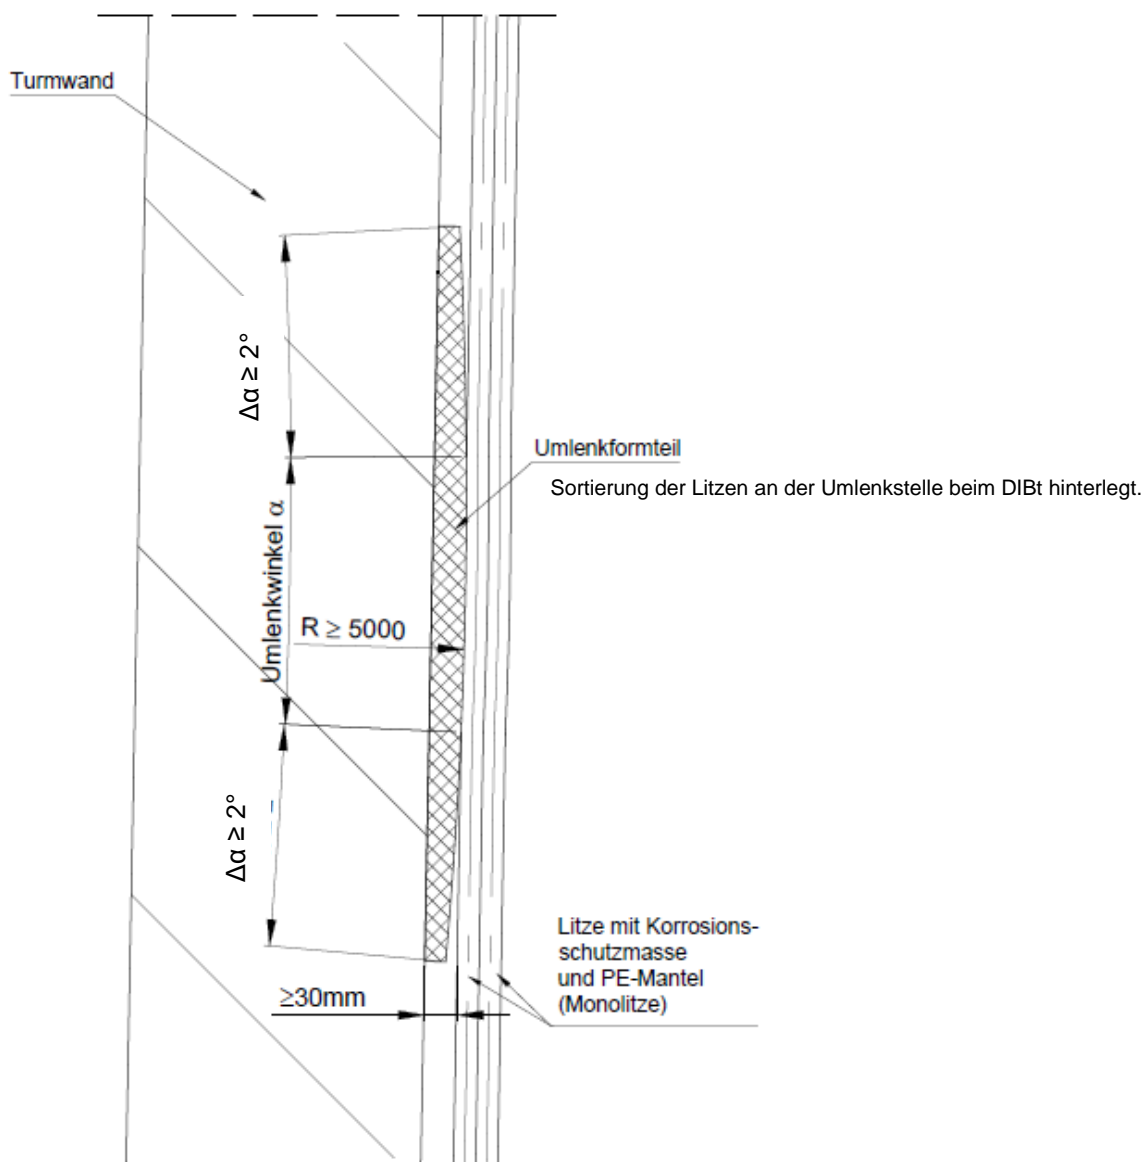 Turmwand
Δα ≥ 2°
Umlenkformteil
Sortierung der Litzen an der Umlenkstelle beim DIBt hinterlegt.
Umlenkwinkel α
R ≥ 5000
Δα ≥ 2°
Litze mit Korrosions-
schutzmasse
und PE-Mantel
(Monolitze)
≥30mm